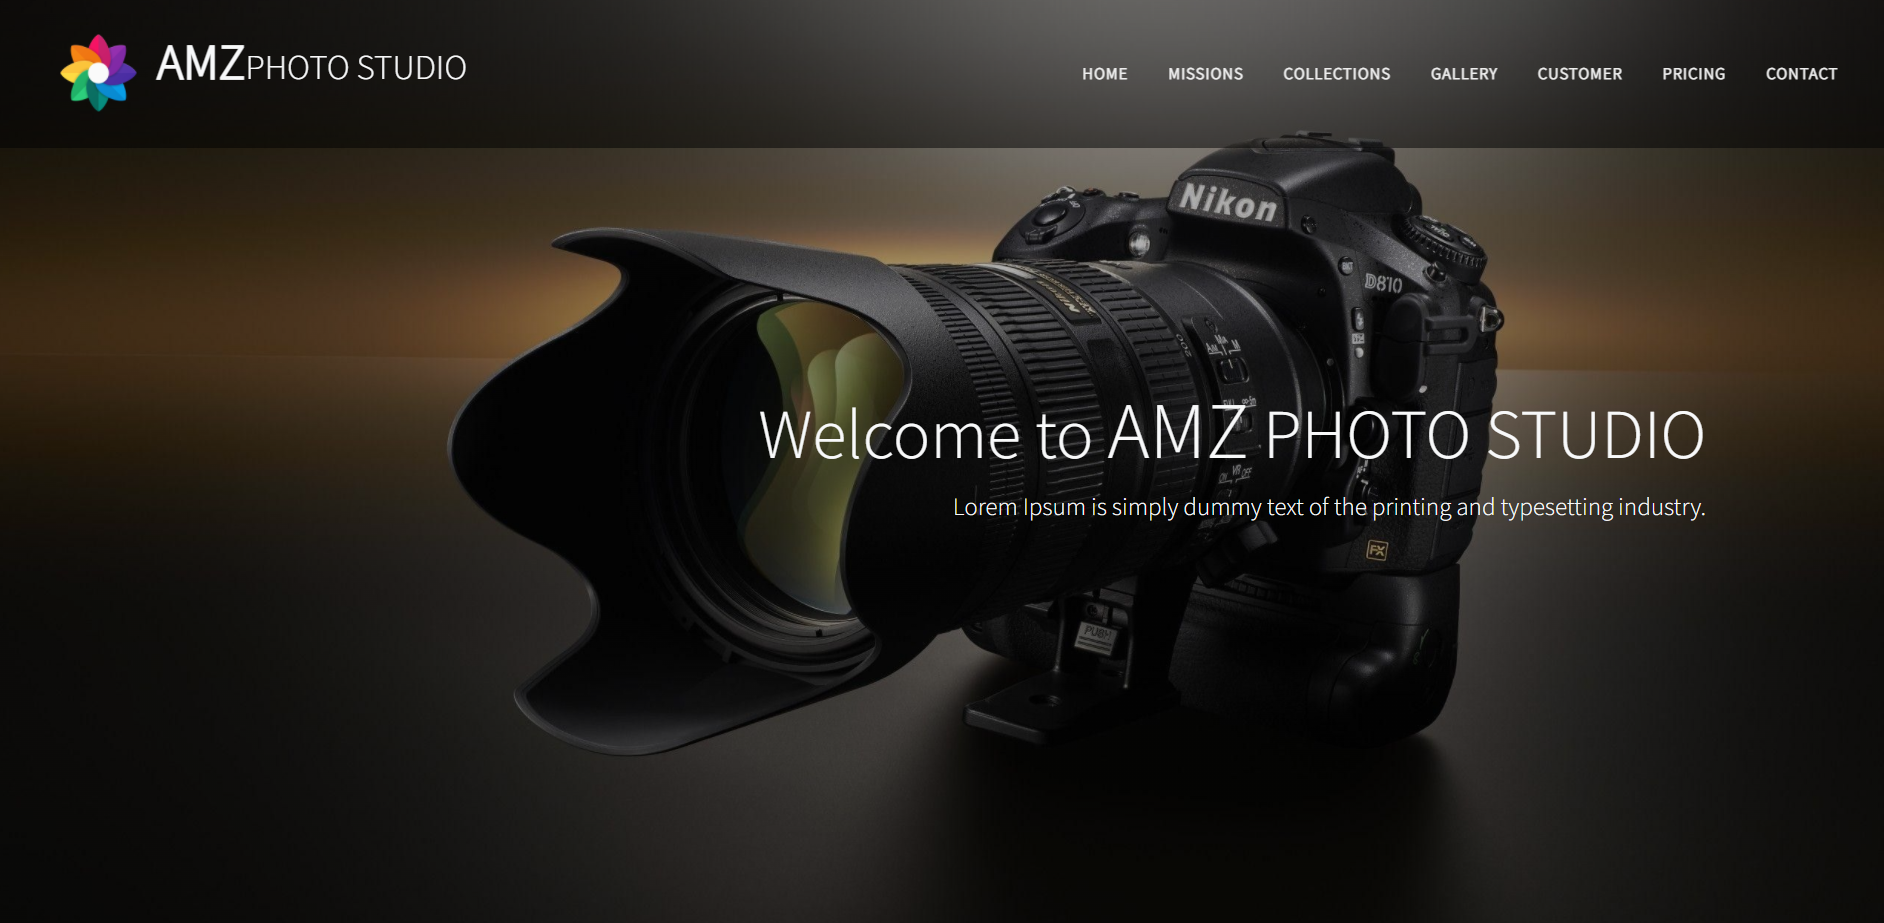 AMZPHOTO STUDIO
HOME MISSIONS COLLECTIONS GALLERY CUSTOMER PRICING CONTACT
Nikon
D810
Welcome to AMZ PHOTO STUDIO
Lorem Ipsum is simply dummy text of the printing and typesetting industry.
FX
PUSH